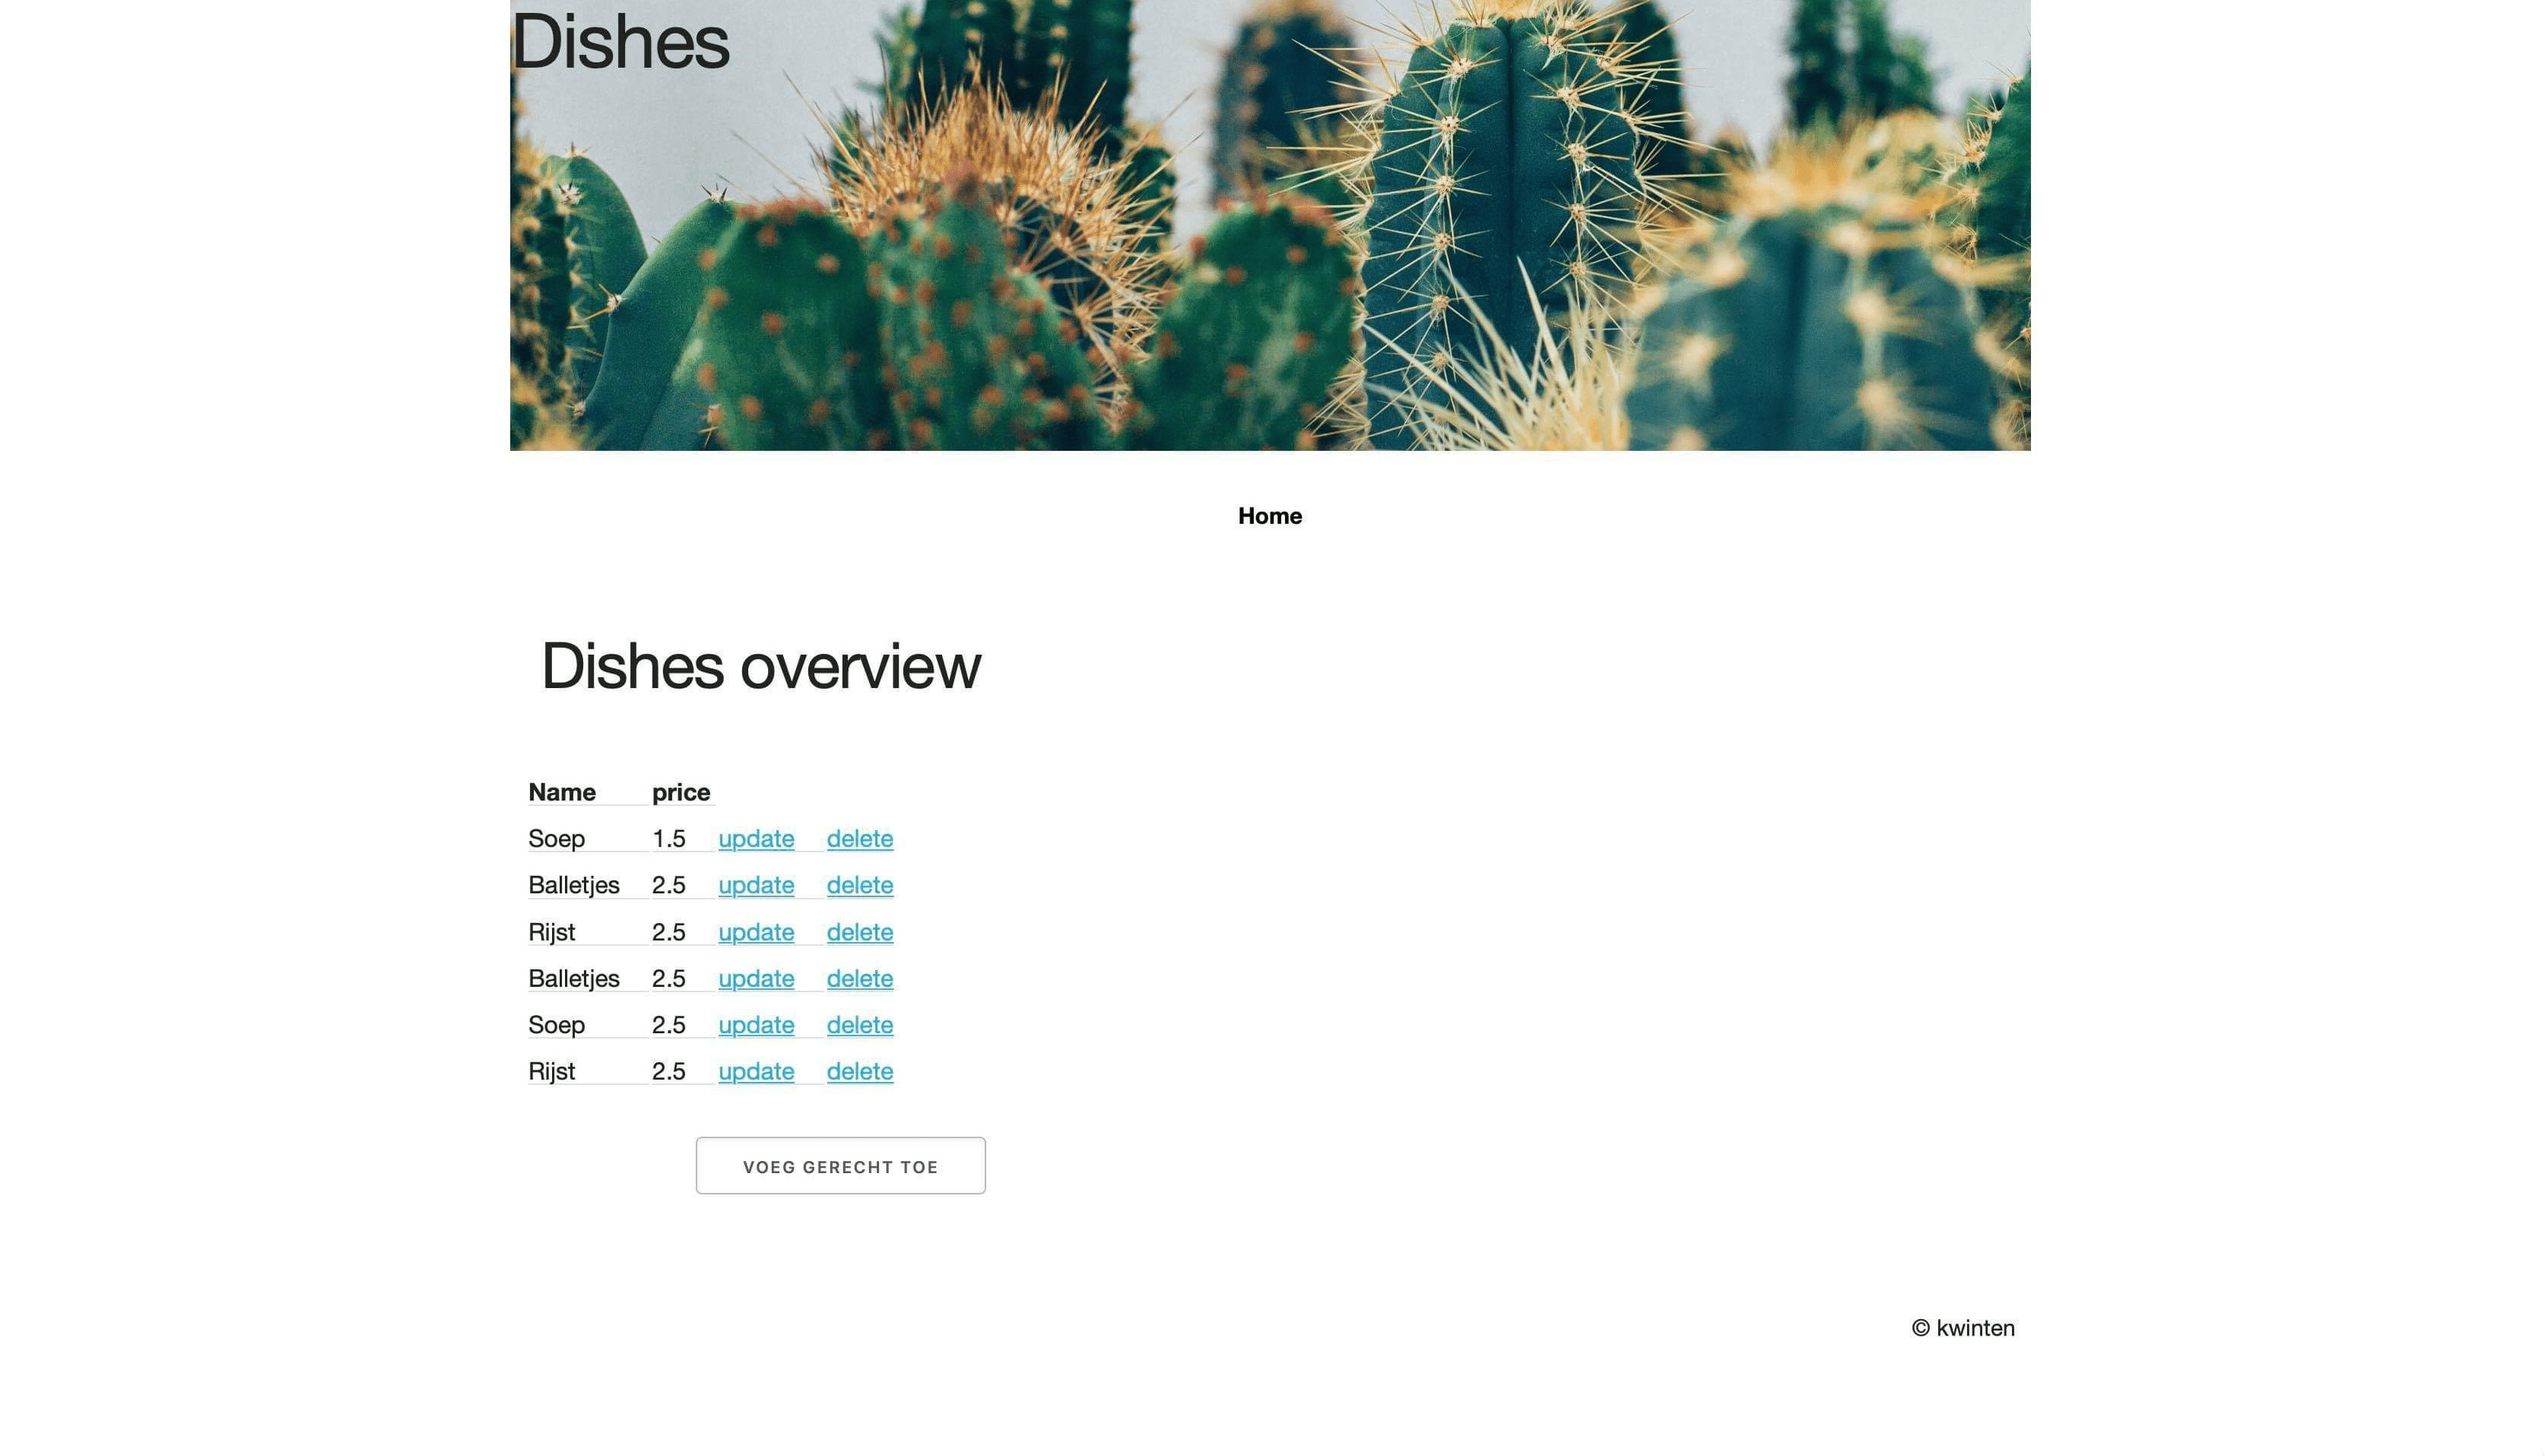 Dishes
Home
Dishes overview
Name price
Soep 1.5 update delete
Balletjes 2.5 update delete
Rijst 2.5 update delete
Balletjes 2.5 update delete
Soep 2.5 update delete
Rijst 2.5 update delete
VOEG GERECHT TOE
© kwinten